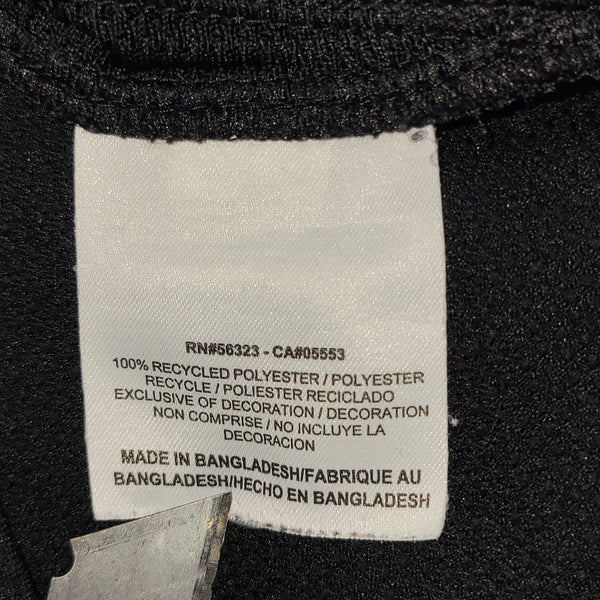 RN#56323 - CA#05553
100% RECYCLED POLYESTER / POLYESTER
RECYCLE / POLIESTER RECICLADO
EXCLUSIVE OF DECORATION / DECORATION
NON COMPRISE / NO INCLUYE LA
DECORACION
MADE IN BANGLADESH/FABRIQUE AU
BANGLADESH/HECHO EN BANGLADESH